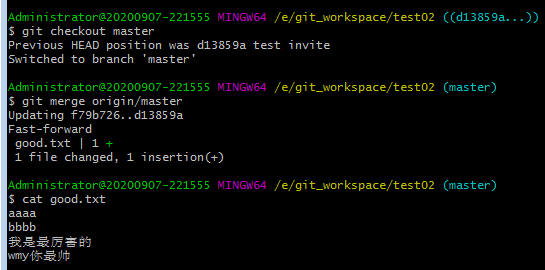 Administrator@20200907-221555 MINGW64 /e/git_workspace/test02 ((d13859a...))
$ git checkout master
Previous HEAD position was d13859a test invite
Switched to branch 'master'
Administrator@20200907-221555 MINGW64 /e/git_workspace/test02 (master)
$ git merge origin/master
Updating f79b726..d13859a
Fast-forward
 good.txt | 1 +
 1 file changed, 1 insertion(+)
Administrator@20200907-221555 MINGW64 /e/git_workspace/test02 (master)
$ cat good.txt
aaaa
bbbb
我是最厉害的
wmy你最帅